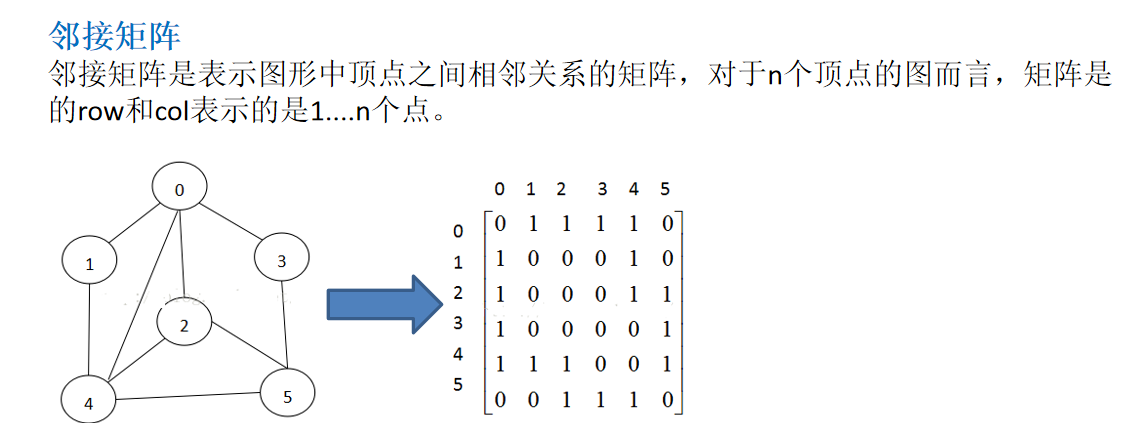 邻接矩阵
邻接矩阵是表示图形中顶点之间相邻关系的矩阵，对于n个顶点的图而言，矩阵是
的row和col表示的是1....n个点。
0
1
3
2
4
5
0 1 2 3 4 5
0 0 1 1 1 1 0
1 1 0 0 0 1 0
2 1 0 0 0 1 1
3 1 0 0 0 0 1
4 1 1 1 0 0 1
5 0 0 1 1 1 0